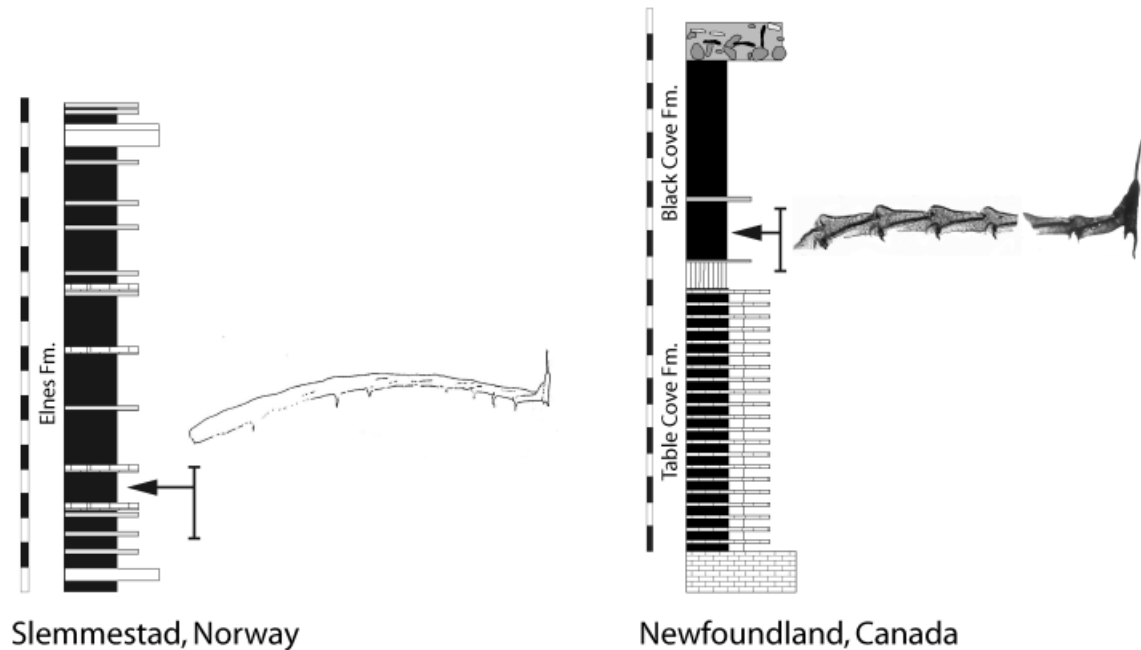 Elnes Fm.
Slemmestad, Norway
Black Cove Fm.
Table Cove Fm.
Newfoundland, Canada